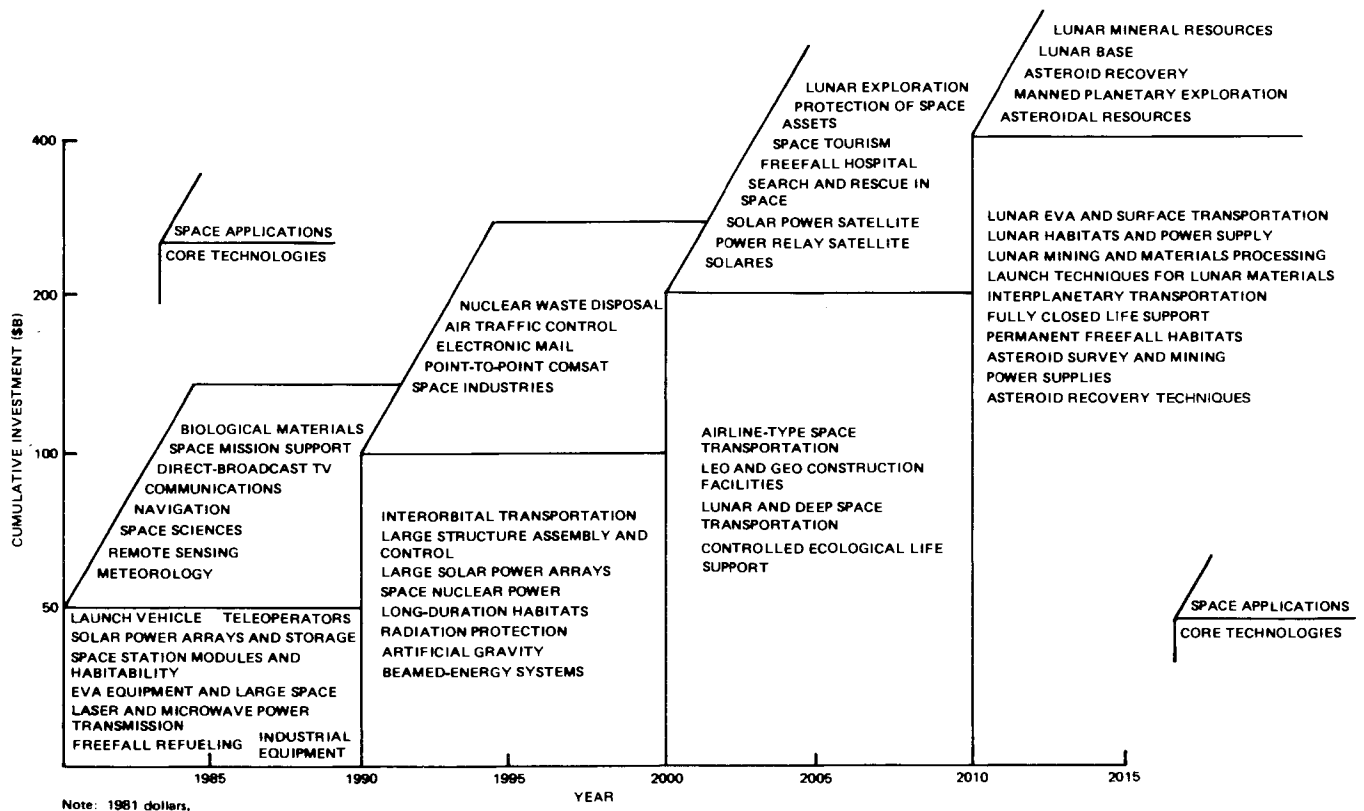 LUNAR MINERAL RESOURCES
LUNAR BASE
ASTEROID RECOVERY
MANNED PLANETARY EXPLORATION
ASTEROIDAL RESOURCES
LUNAR EXPLORATION
PROTECTION OF SPACE
ASSETS
SPACE TOURISM
FREEFALL HOSPITAL
SEARCH AND RESCUE IN
SPACE
SOLAR POWER SATELLITE
POWER RELAY SATELLITE
SOLARES
SPACE APPLICATIONS
CORE TECHNOLOGIES
NUCLEAR WASTE DISPOSAL
AIR TRAFFIC CONTROL
ELECTRONIC MAIL
POINT-TO-POINT COMSAT
SPACE INDUSTRIES
BIOLOGICAL MATERIALS
SPACE MISSION SUPPORT
DIRECT-BROADCAST TV
COMMUNICATIONS
NAVIGATION
SPACE SCIENCES
REMOTE SENSING
METEOROLOGY
LAUNCH VEHICLE TELEOPERATORS
SOLAR POWER ARRAYS AND STORAGE
SPACE STATION MODULES AND
HABITABILITY
EVA EQUIPMENT AND LARGE SPACE
LASER AND MICROWAVE POWER
TRANSMISSION
FREEFALL REFUELING
INDUSTRIAL
EQUIPMENT
INTERORBITAL TRANSPORTATION
LARGE STRUCTURE ASSEMBLY AND
CONTROL
LARGE SOLAR POWER ARRAYS
SPACE NUCLEAR POWER
LONG-DURATION HABITATS
RADIATION PROTECTION
ARTIFICIAL GRAVITY
BEAMED-ENERGY SYSTEMS
AIRLINE-TYPE SPACE
TRANSPORTATION
LEO AND GEO CONSTRUCTION
FACILITIES
LUNAR AND DEEP SPACE
TRANSPORTATION
CONTROLLED ECOLOGICAL LIFE
SUPPORT
LUNAR EVA AND SURFACE TRANSPORTATION
LUNAR HABITATS AND POWER SUPPLY
LUNAR MINING AND MATERIALS PROCESSING
LAUNCH TECHNIQUES FOR LUNAR MATERIALS
INTERPLANETARY TRANSPORTATION
FULLY CLOSED LIFE SUPPORT
PERMANENT FREEFALL HABITATS
ASTEROID SURVEY AND MINING
POWER SUPPLIES
ASTEROID RECOVERY TECHNIQUES
SPACE APPLICATIONS
CORE TECHNOLOGIES
CUMULATIVE INVESTMENT ($B)
400
200
100
50
1985 1990 1995 2000 2005 2010 2015
YEAR
Note: 1981 dollars.